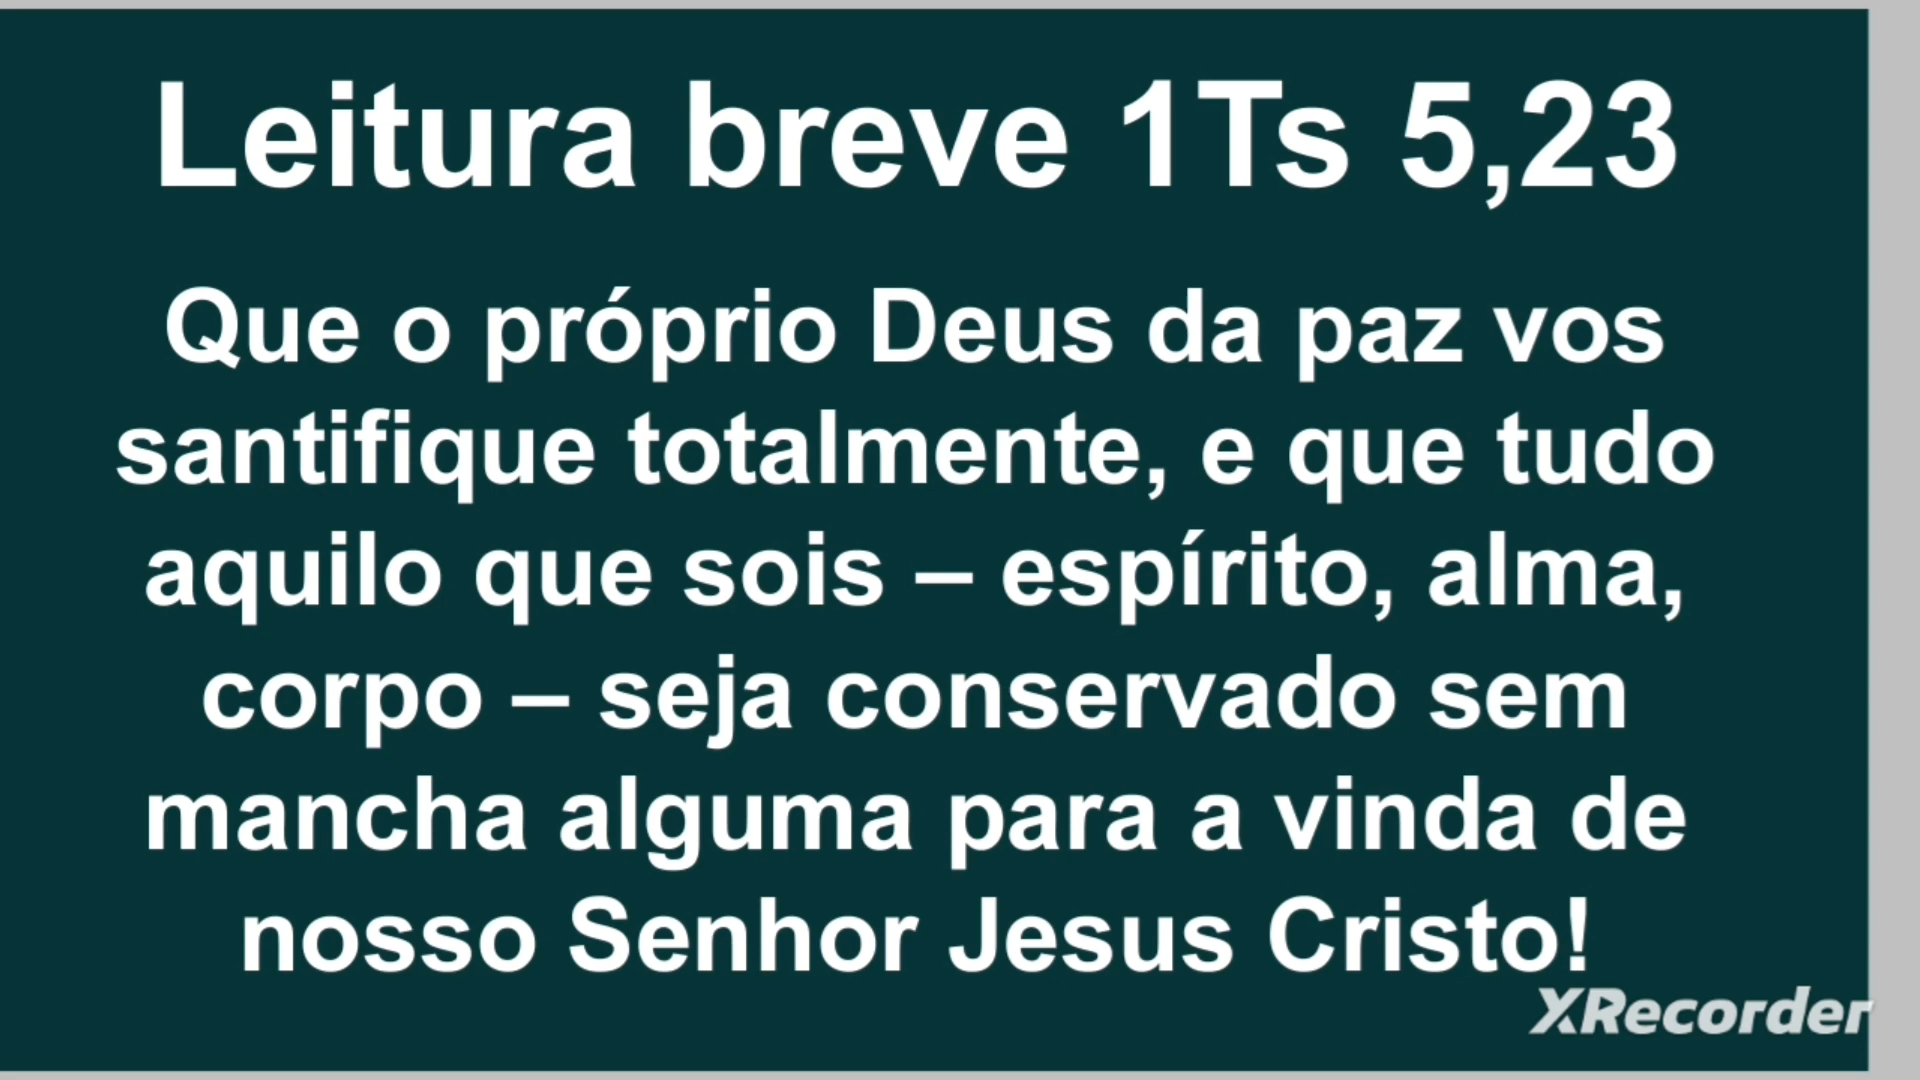 Leitura breve 1Ts 5,23
Que o próprio Deus da paz vos
santifique totalmente, e que tudo
aquilo que sois – espírito, alma,
corpo – seja conservado sem
mancha alguma para a vinda de
nosso Senhor Jesus Cristo!
XRecorder